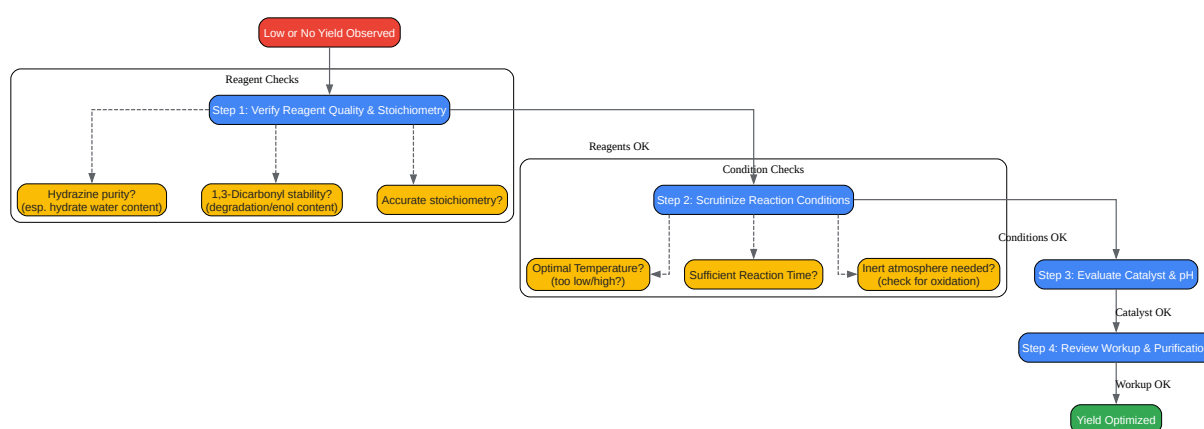 Low or No Yield Observed
Reagent Checks
Step 1: Verify Reagent Quality & Stoichiometry
Reagents OK
Hydrazine purity?
(esp. hydrate water content)
1,3-Dicarbonyl stability?
(degradation/enol content)
Accurate stoichiometry?
Condition Checks
Step 2: Scrutinize Reaction Conditions
Conditions OK
Optimal Temperature?
(too low/high?)
Sufficient Reaction Time?
Inert atmosphere needed?
(check for oxidation)
Step 3: Evaluate Catalyst & pH
Catalyst OK
Step 4: Review Workup & Purificatio
Workup OK
Yield Optimized